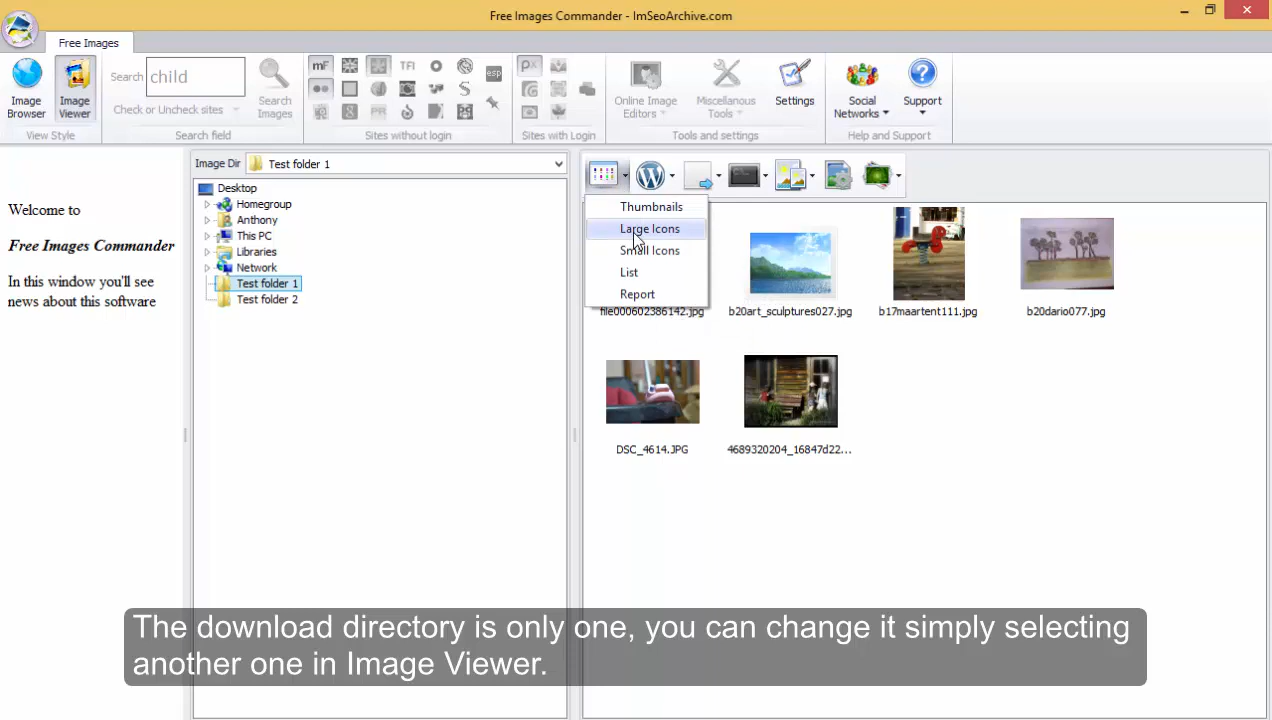 Free Images Commander - ImSeoArchive.com
Free Images
Image Browser
Image Viewer
View Style
Search child
Check or Uncheck sites
Search Images
Search field
mF
TFI
esp
PR
S
Sites without login
px
Sites with Login
Online Image Editors
Miscellanous Tools
Settings
Tools and settings
Social Networks
Support
Help and Support
Welcome to
Free Images Commander
In this window you'll see
news about this software
Image Dir Test folder 1
Desktop
Homegroup
Anthony
This PC
Libraries
Network
Test folder 1
Test folder 2
Thumbnails
Large Icons
Small Icons
List
Report
file000602386142.jpg
b20art_sculptures027.jpg
b17maartent111.jpg
b20dario077.jpg
DSC_4614.JPG
4689320204_16847d22...
The download directory is only one, you can change it simply selecting
another one in Image Viewer.